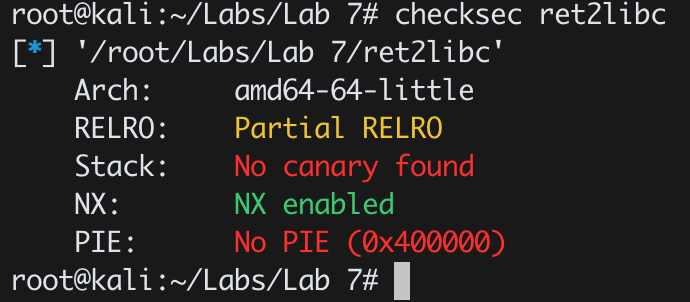 root@kali:~/Labs/Lab 7# checksec ret2libc
[*] '/root/Labs/Lab 7/ret2libc'
    Arch:     amd64-64-little
    RELRO:    Partial RELRO
    Stack:    No canary found
    NX:       NX enabled
    PIE:      No PIE (0x400000)
root@kali:~/Labs/Lab 7#